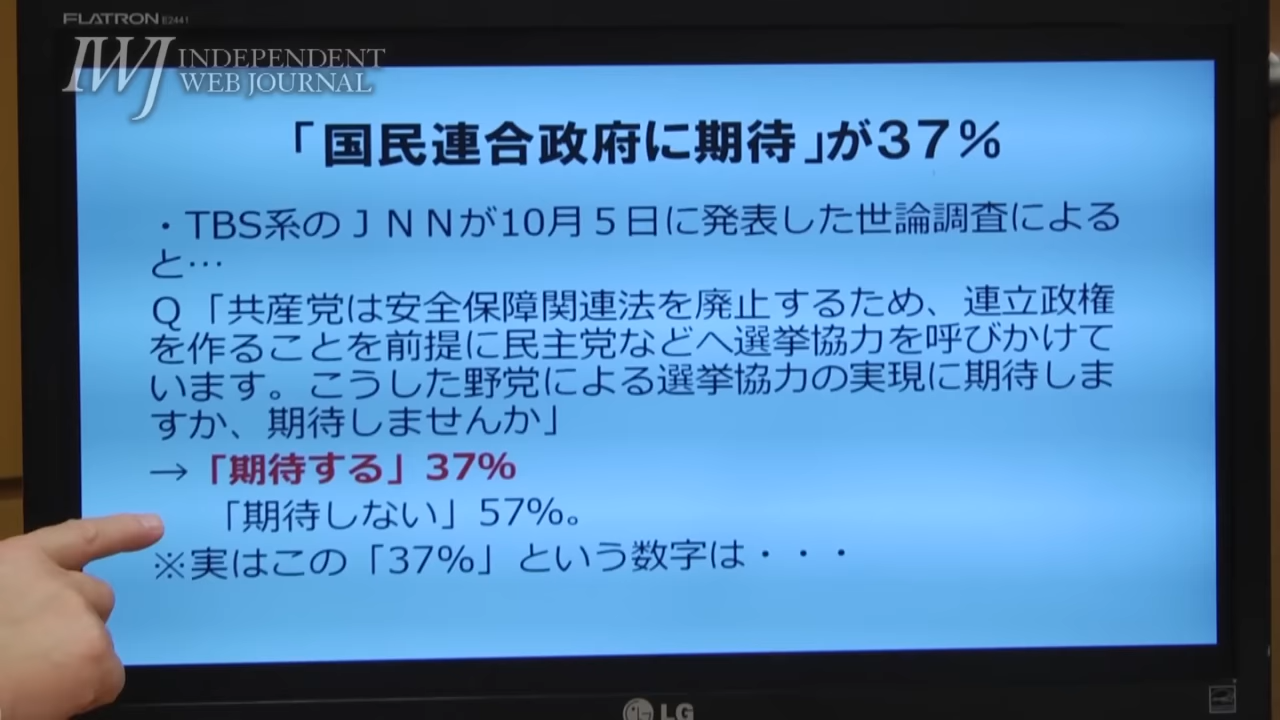 FLATRON E2441
IWJ INDEPENDENT
WEB JOURNAL
「国民連合政府に期待」が37%
・TBS系のＪＮＮが10月５日に発表した世論調査による
と…
Ｑ「共産党は安全保障関連法を廃止するため、連立政権
を作ることを前提に民主党などへ選挙協力を呼びかけて
います。こうした野党による選挙協力の実現に期待しま
すか、期待しませんか」
→「期待する」37%
「期待しない」57%。
※実はこの「37%」という数字は・・・
LG